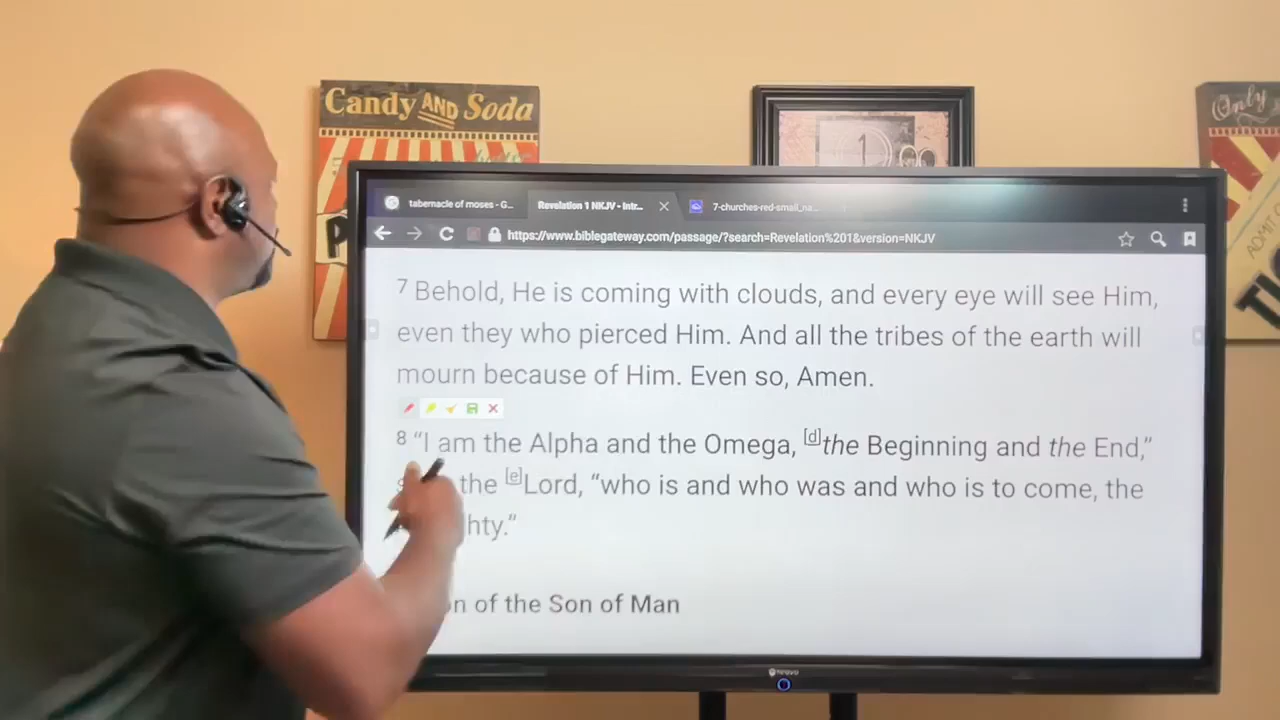 Candy AND Soda
Only
1
tabernacle of moses - G...
Revelation 1 NKJV - Intr...
7-churches-red-small_na...
https://www.biblegateway.com/passage/?search=Revelation%201&version=NKJV
ADMIT
7 Behold, He is coming with clouds, and every eye will see Him,
even they who pierced Him. And all the tribes of the earth will
mourn because of Him. Even so, Amen.
8 “I am the Alpha and the Omega, [d]the Beginning and the End,”
the [e]Lord, “who is and who was and who is to come, the
hty.”
n of the Son of Man